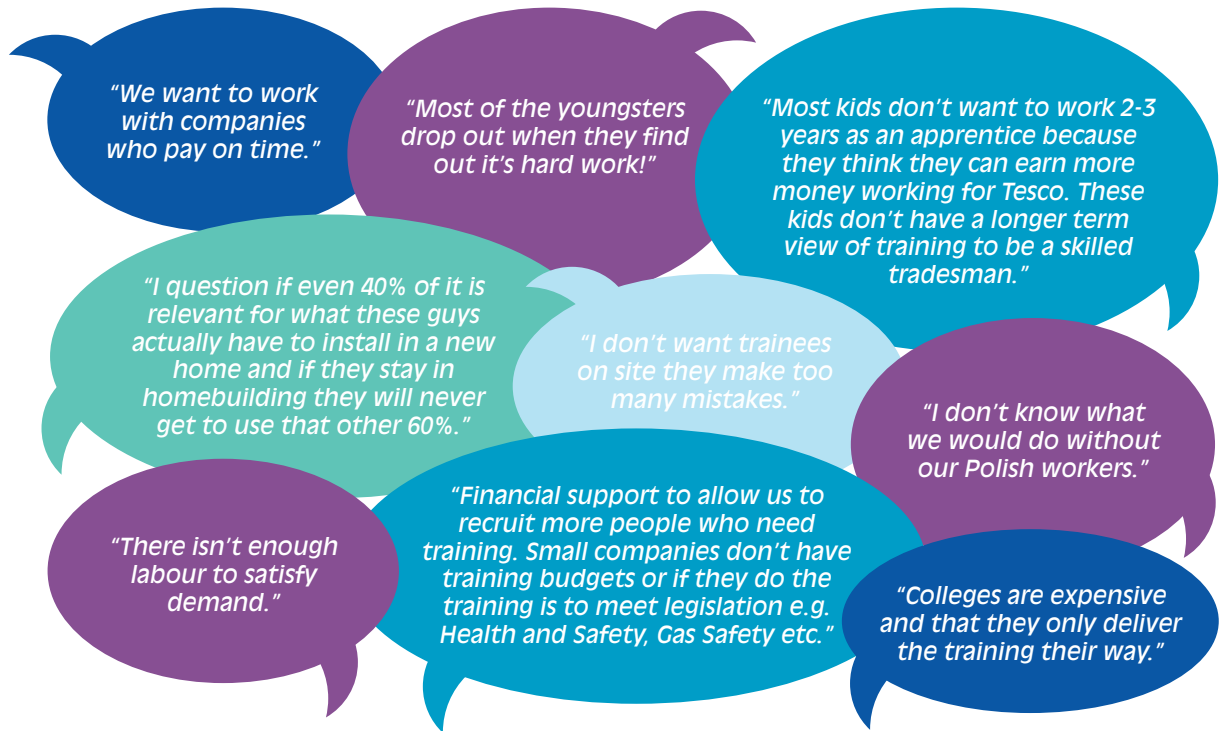 “We want to work
with companies
who pay on time.”
“Most of the youngsters
drop out when they find
out it’s hard work!”
“Most kids don’t want to work 2-3
years as an apprentice because
they think they can earn more
money working for Tesco. These
kids don’t have a longer term
view of training to be a skilled
tradesman.”
“I question if even 40% of it is
relevant for what these guys
actually have to install in a new
home and if they stay in
homebuilding they will never
get to use that other 60%.”
“I don’t want trainees
on site they make too
many mistakes.”
“I don’t know what
we would do without
our Polish workers.”
“There isn’t enough
labour to satisfy
demand.”
“Financial support to allow us to
recruit more people who need
training. Small companies don’t have
training budgets or if they do the
training is to meet legislation e.g.
Health and Safety, Gas Safety etc.”
“Colleges are expensive
and that they only deliver
the training their way.”